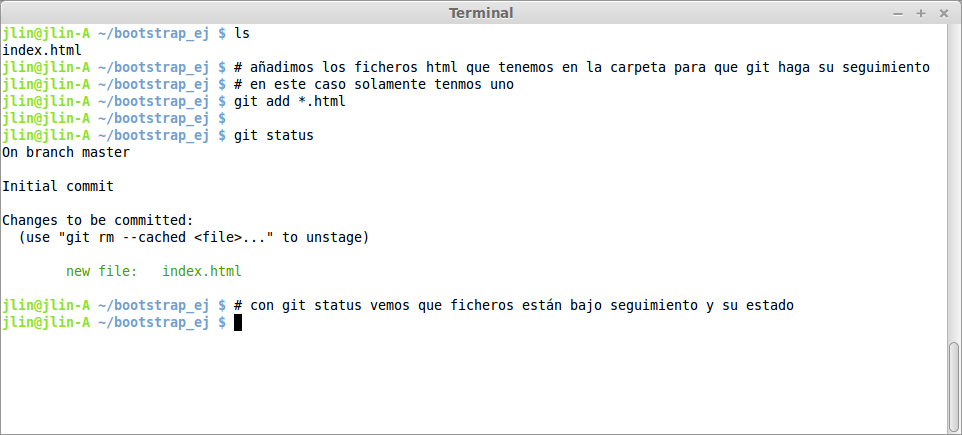 Terminal
jlin@jlin-A ~/bootstrap_ej $ ls
index.html
jlin@jlin-A ~/bootstrap_ej $ # añadimos los ficheros html que tenemos en la carpeta para que git haga su seguimiento
jlin@jlin-A ~/bootstrap_ej $ # en este caso solamente tenmos uno
jlin@jlin-A ~/bootstrap_ej $ git add *.html
jlin@jlin-A ~/bootstrap_ej $
jlin@jlin-A ~/bootstrap_ej $ git status
On branch master
Initial commit
Changes to be committed:
  (use "git rm --cached <file>..." to unstage)
        new file:   index.html
jlin@jlin-A ~/bootstrap_ej $ # con git status vemos que ficheros están bajo seguimiento y su estado
jlin@jlin-A ~/bootstrap_ej $